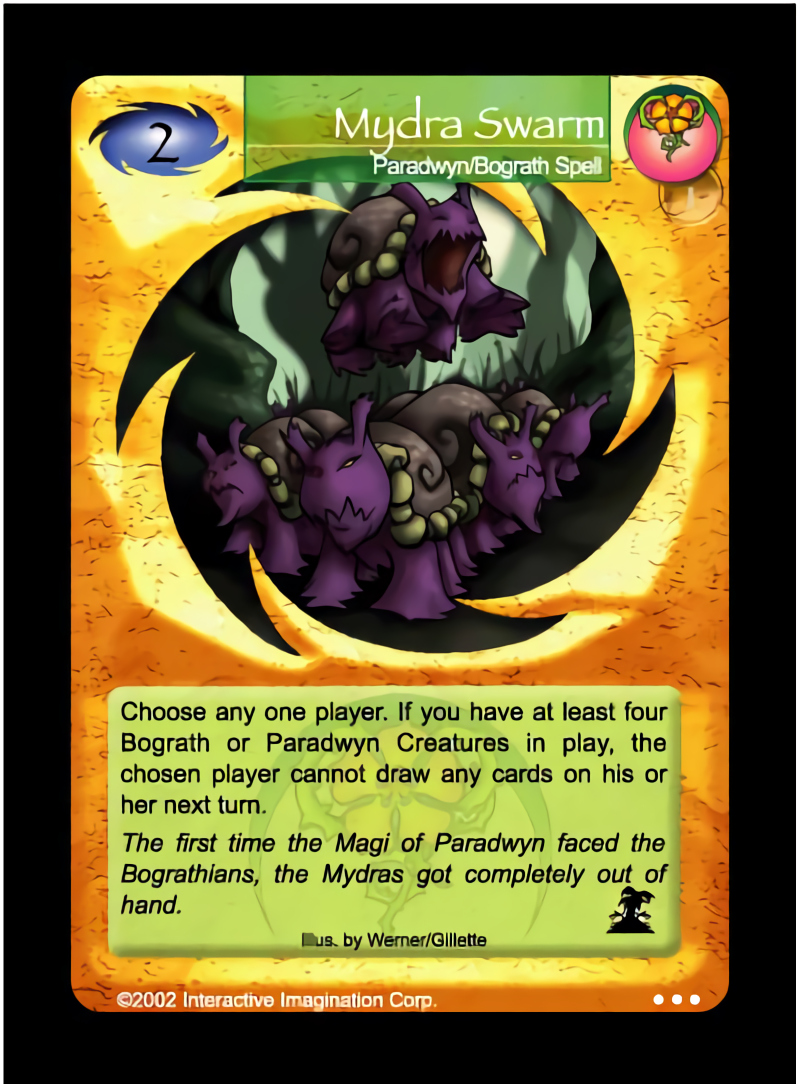 2
Mydra Swarm
Paradwyn/Bograth Spell
Choose any one player. If you have at least four
Bograth or Paradwyn Creatures in play, the
chosen player cannot draw any cards on his or
her next turn.
The first time the Magi of Paradwyn faced the
Bograthians, the Mydras got completely out of
hand.
Illus. by Werner/Gillette
©2002 Interactive Imagination Corp.